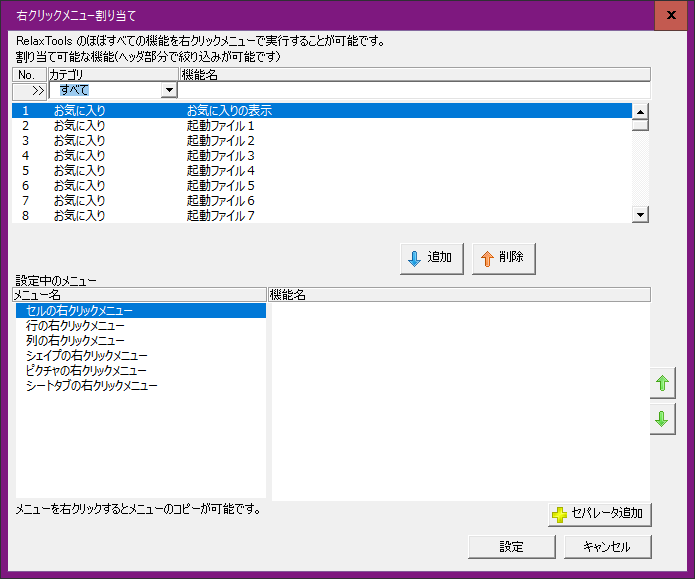 右クリックメニュー割り当て
x
RelaxTools のほぼすべての機能を右クリックメニューで実行することが可能です。
割り当て可能な機能(ヘッダ部分で絞り込みが可能です)
No. カテゴリ 機能名
>> すべて
1 お気に入り お気に入りの表示
2 お気に入り 起動ファイル1
3 お気に入り 起動ファイル2
4 お気に入り 起動ファイル3
5 お気に入り 起動ファイル4
6 お気に入り 起動ファイル5
7 お気に入り 起動ファイル6
8 お気に入り 起動ファイル7
追加 削除
設定中のメニュー
メニュー名 機能名
セルの右クリックメニュー
行の右クリックメニュー
列の右クリックメニュー
シェイプの右クリックメニュー
ピクチャの右クリックメニュー
シートタブの右クリックメニュー
メニューを右クリックするとメニューのコピーが可能です。
セパレータ追加
設定 キャンセル